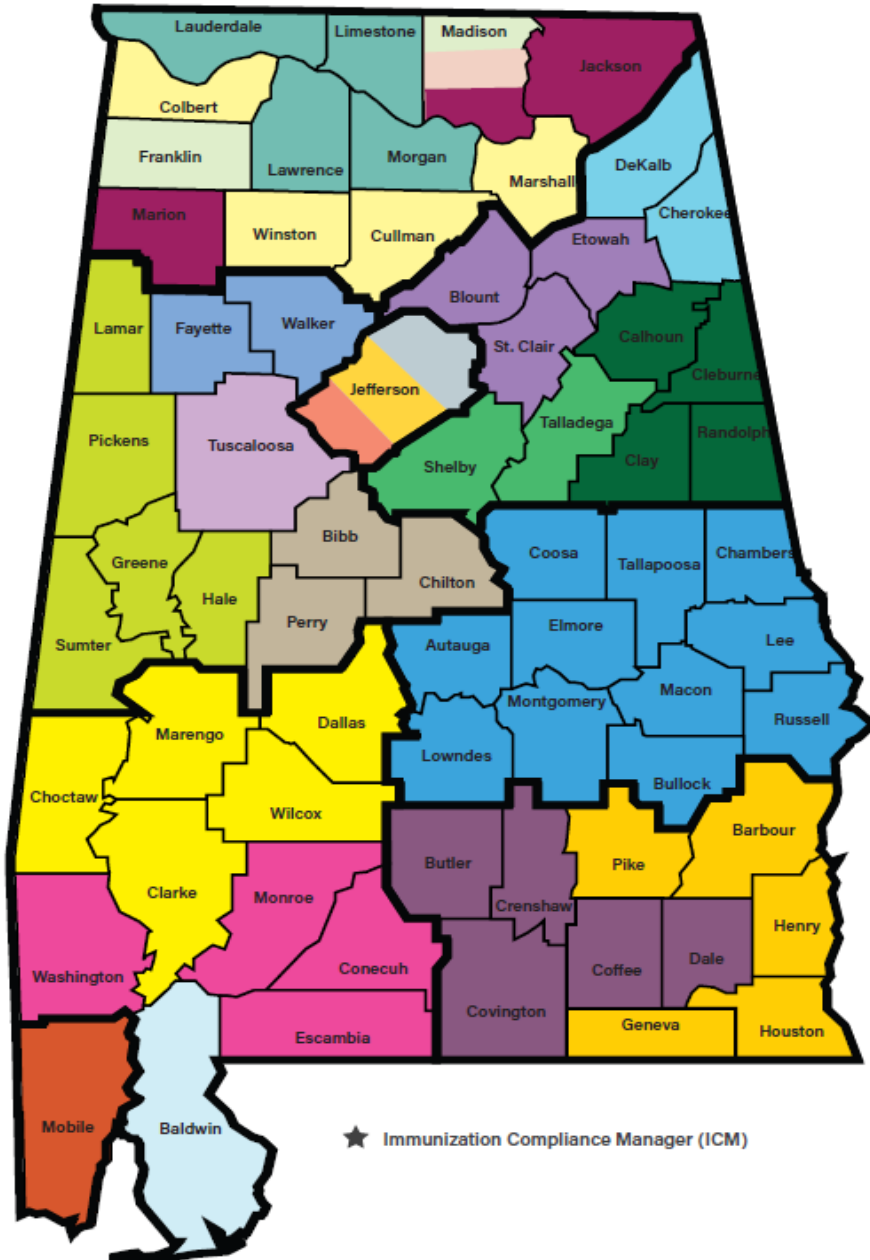 Lauderdale
Limestone
Madison
Jackson
Colbert
Franklin
Lawrence
Morgan
Marshall
DeKalb
Cherokee
Marion
Winston
Cullman
Etowah
Blount
Lamar
Fayette
Walker
St. Clair
Calhoun
Cleburne
Jefferson
Pickens
Tuscaloosa
Shelby
Talladega
Clay
Randolph
Bibb
Greene
Hale
Chilton
Perry
Sumter
Coosa
Tallapoosa
Chambers
Autauga
Elmore
Lee
Macon
Montgomery
Russell
Lowndes
Bullock
Dallas
Marengo
Choctaw
Wilcox
Clarke
Butler
Crenshaw
Pike
Barbour
Monroe
Henry
Washington
Conecuh
Coffee
Dale
Covington
Escambia
Geneva
Houston
Mobile
Baldwin
★ Immunization Compliance Manager (ICM)